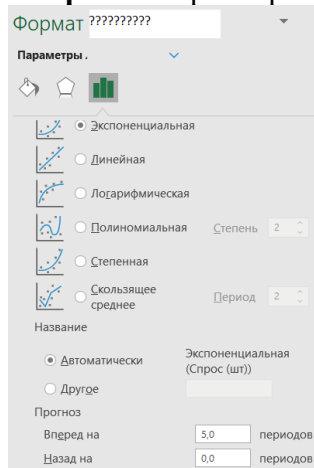 Формат ??????????
Параметры .
Экспоненциальная
Линейная
Логарифмическая
Полиномиальная Степень 2
Степенная
Скользящее
среднее Период 2
Название
Автоматически Экспоненциальная
(Спрос (шт))
Другое
Прогноз
Вперед на 5,0 периодов
Назад на 0,0 периодов